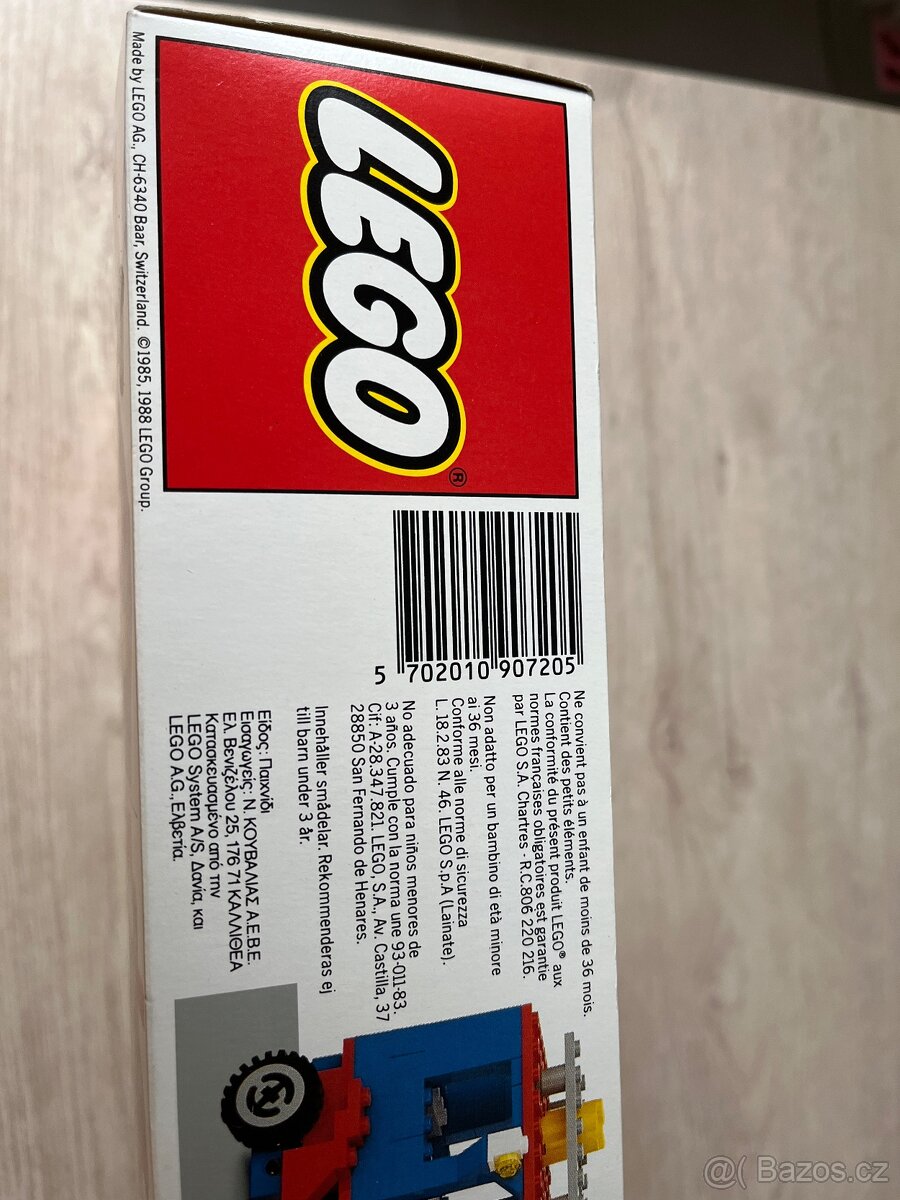 LEGO®
Made by LEGO AG., CH-6340 Baar, Switzerland. ©1985, 1988 LEGO Group.
5 702010 907205
Ne convient pas à un enfant de moins de 36 mois.
Contient des petits éléments.
La conformité du présent produit LEGO® aux
normes françaises obligatoires est garantie
par LEGO S.A. Chartres - R.C. 806 220 216.
Non adatto per un bambino di età minore
ai 36 mesi.
Conforme alle norme di sicurezza
L. 18.2.83 N. 46. LEGO S.p.A (Lainate).
No adecuado para niños menores de
3 años. Cumple con la norma une 93-011-83.
Cif: A-28.347.821. LEGO, S.A., Av. Castilla, 37
28850 San Fernando de Henares.
Innehåller smådelar. Rekommenderas ej
till barn under 3 år.
Είδος: Παιχνίδι
Εισαγωγείς: Ν. ΚΟΥΒΑΛΙΑΣ Α.Ε.Β.Ε.
Ελ. Βενιζέλου 25, 176 71 ΚΑΛΛΙΘΕΑ
Κατασκευασμένο από την
LEGO System A/S, Δανία, και
LEGO A.G., Ελβετία.
@( Bazos.cz